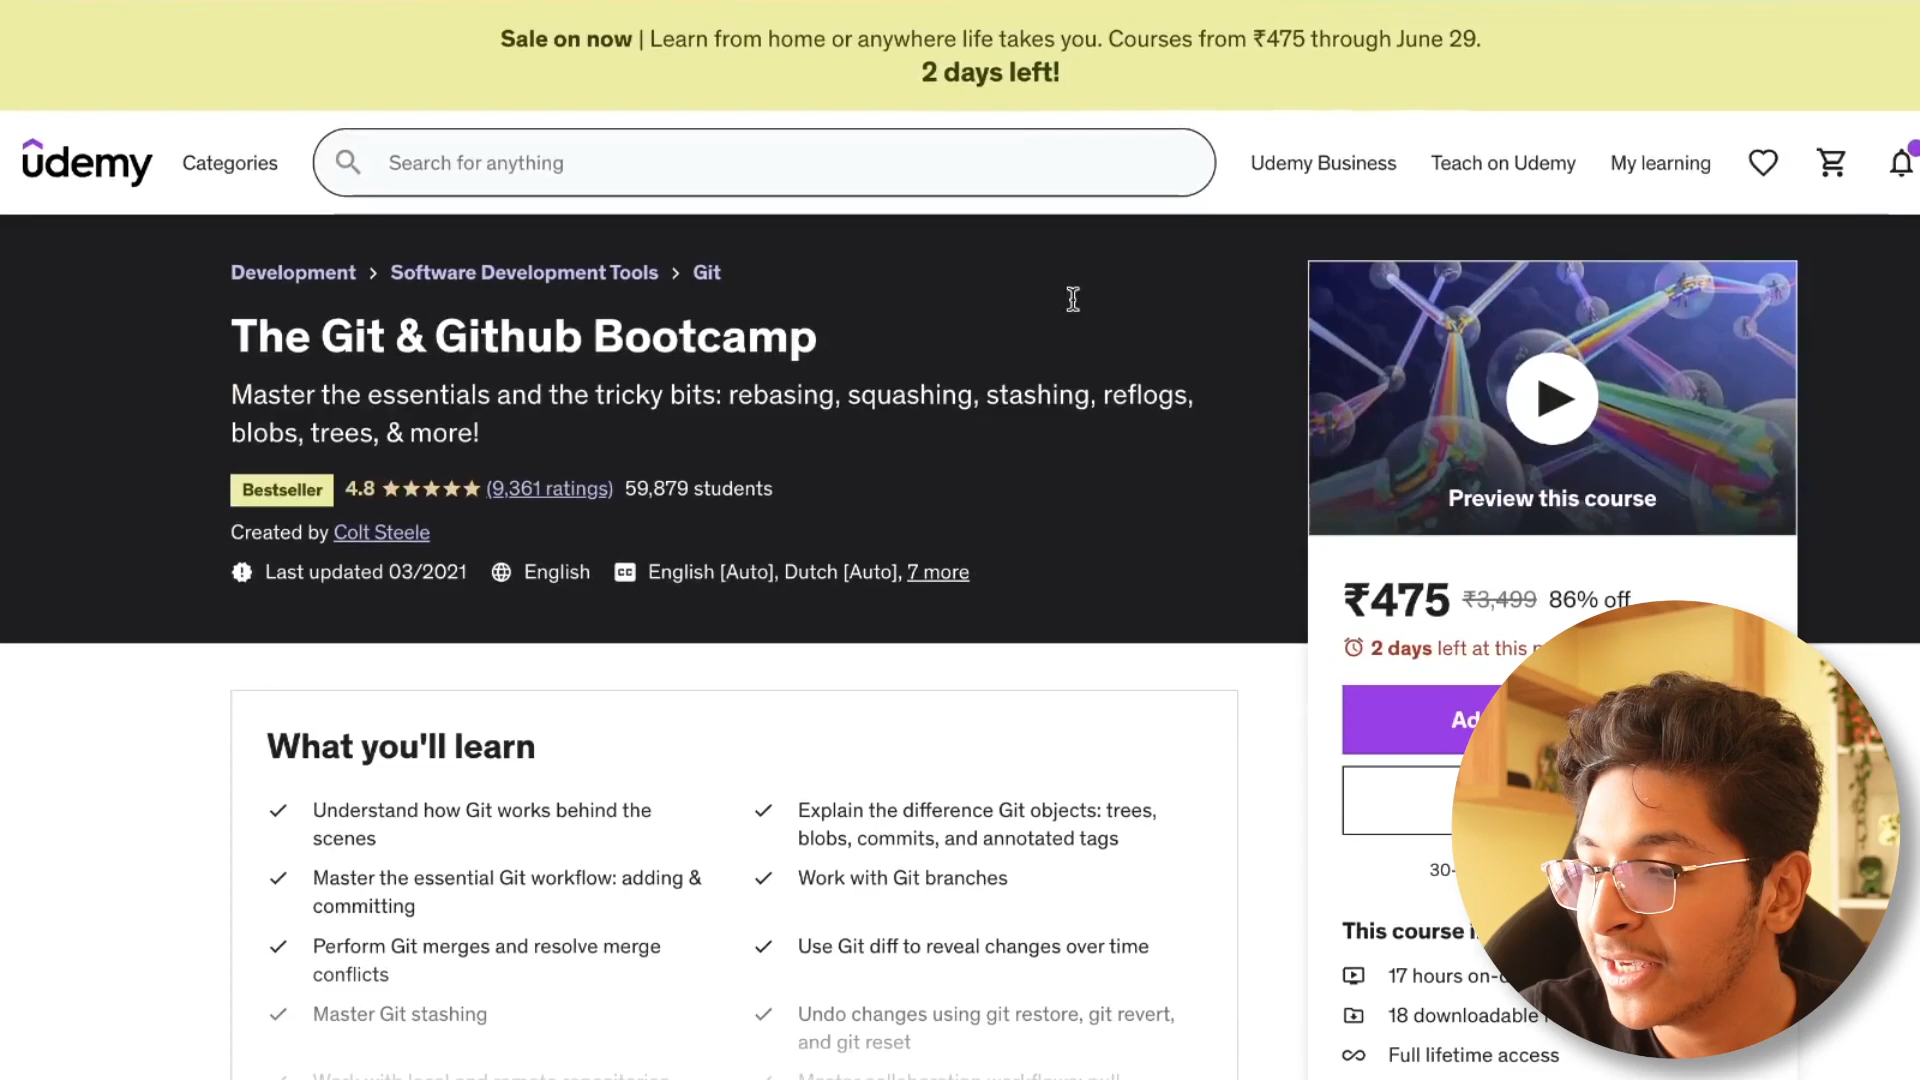 Sale on now | Learn from home or anywhere life takes you. Courses from ₹475 through June 29.
2 days left!
udemy
Categories
Search for anything
Udemy Business
Teach on Udemy
My learning
Development > Software Development Tools > Git
The Git & Github Bootcamp
Master the essentials and the tricky bits: rebasing, squashing, stashing, reflogs,
blobs, trees, & more!
Bestseller 4.8 (9,361 ratings) 59,879 students
Created by Colt Steele
Last updated 03/2021 English English [Auto], Dutch [Auto], 7 more
Preview this course
₹475 ₹3,499 86% off
2 days left at this
Ad
30-
This course
17 hours on-
18 downloadable
Full lifetime access
What you'll learn
Understand how Git works behind the
scenes
Master the essential Git workflow: adding &
committing
Perform Git merges and resolve merge
conflicts
Master Git stashing
Explain the difference Git objects: trees,
blobs, commits, and annotated tags
Work with Git branches
Use Git diff to reveal changes over time
Undo changes using git restore, git revert,
and git reset